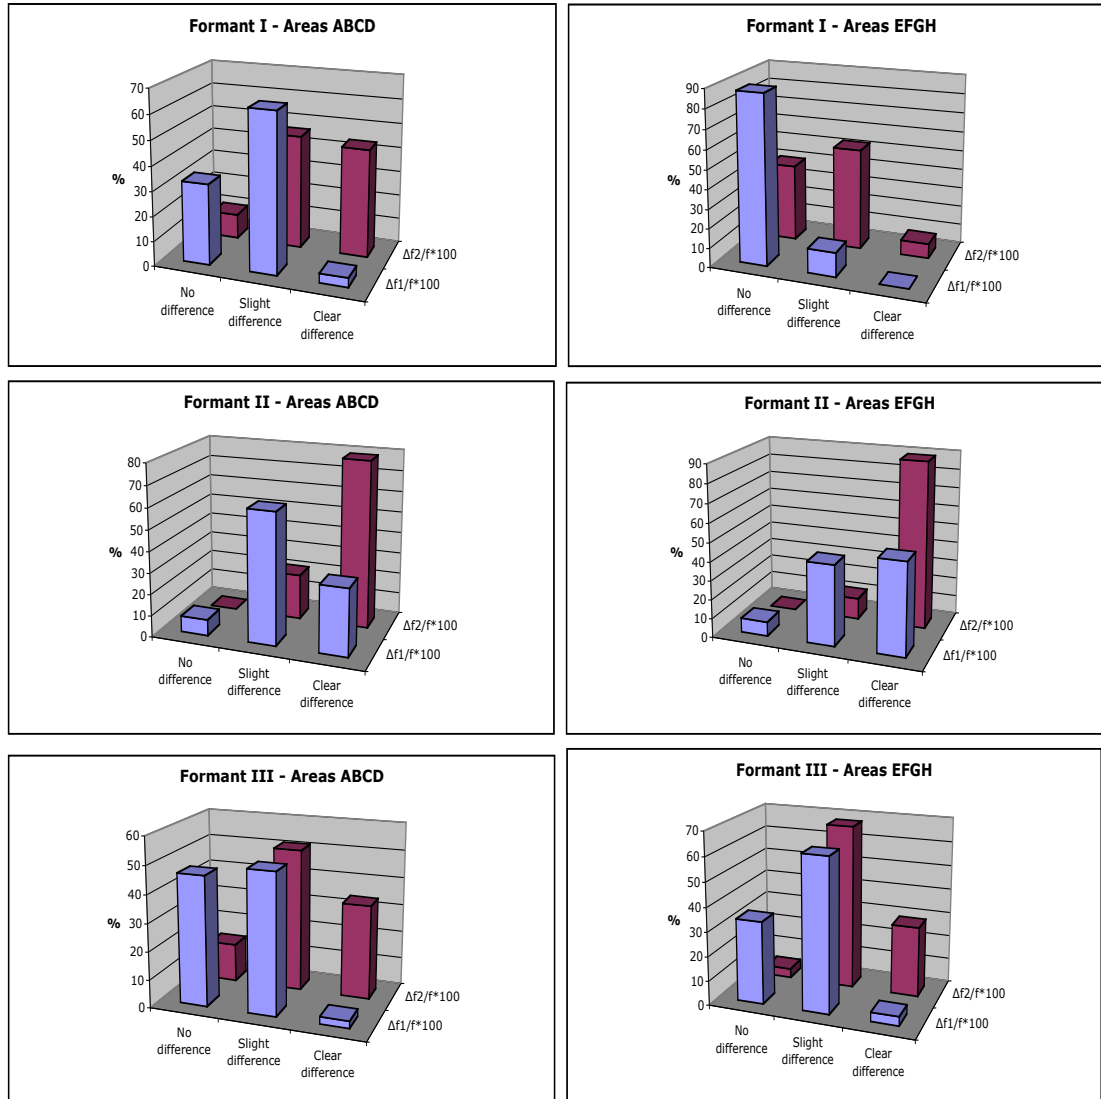 Formant I - Areas ABCD
70
60
50
40
30
20
10
0
%
No difference
Slight difference
Clear difference
Δf2/f*100
Δf1/f*100
Formant I - Areas EFGH
90
80
70
60
50
40
30
20
10
0
%
No difference
Slight difference
Clear difference
Δf2/f*100
Δf1/f*100
Formant II - Areas ABCD
80
70
60
50
40
30
20
10
0
%
No difference
Slight difference
Clear difference
Δf2/f*100
Δf1/f*100
Formant II - Areas EFGH
90
80
70
60
50
40
30
20
10
0
%
No difference
Slight difference
Clear difference
Δf2/f*100
Δf1/f*100
Formant III - Areas ABCD
60
50
40
30
20
10
0
%
No difference
Slight difference
Clear difference
Δf2/f*100
Δf1/f*100
Formant III - Areas EFGH
70
60
50
40
30
20
10
0
%
No difference
Slight difference
Clear difference
Δf2/f*100
Δf1/f*100